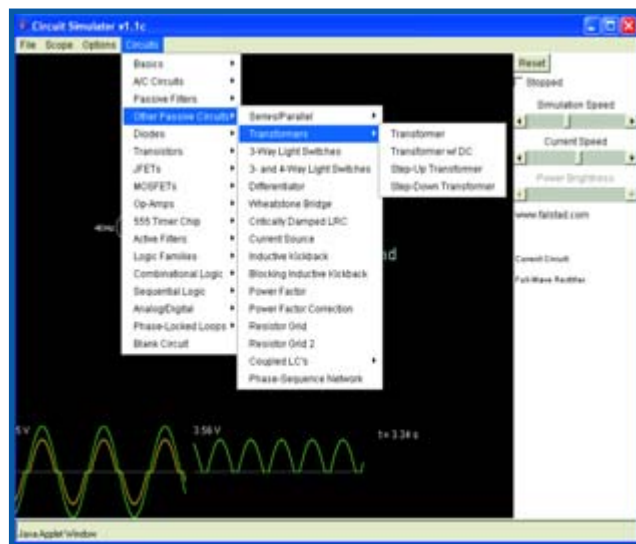 Circuit Simulator v1.1c
File Scope Options Circuits
Basics
A/C Circuits
Passive Filters
Other Passive Circuits
Diodes
Transistors
JFETs
MOSFETs
Op-Amps
555 Timer Chip
Active Filters
Logic Families
Combinational Logic
Sequential Logic
Analog/Digital
Phase-Locked Loops
Blank Circuit
Series/Parallel
Transformers
3-Way Light Switches
3- and 4-Way Light Switches
Differentiator
Wheatstone Bridge
Critically Damped LRC
Current Source
Inductive Kickback
Blocking Inductive Kickback
Power Factor
Power Factor Correction
Resistor Grid
Resistor Grid 2
Coupled LC's
Phase-Sequence Network
Transformer
Transformer w/ DC
Step-Up Transformer
Step-Down Transformer
Reset
Stopped
Simulation Speed
Current Speed
Power Brightness
www.falstad.com
Current Circuit:
Full-Wave Rectifier
40Hz
ad
5 V
3.56 V
Java Applet Window